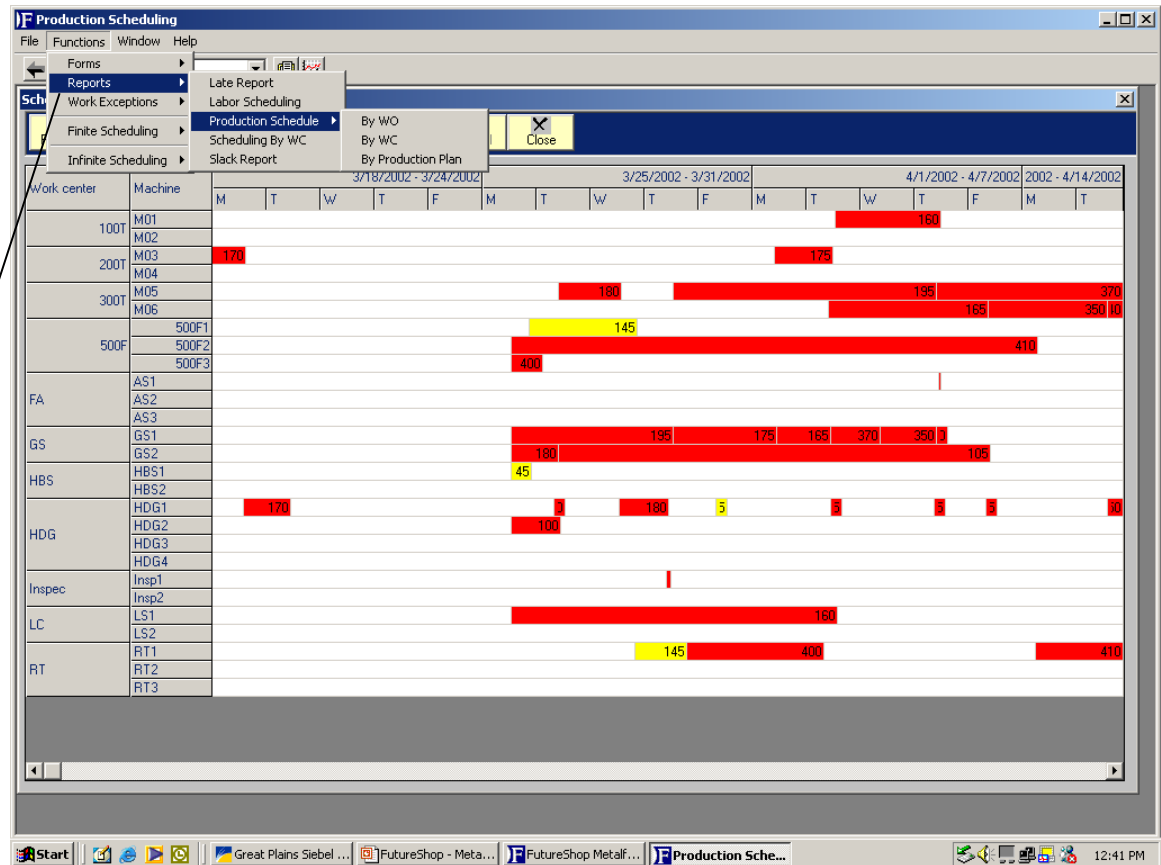 Production Scheduling
File Functions Window Help
Forms
Reports
Work Exceptions
Finite Scheduling
Infinite Scheduling
Late Report
Labor Scheduling
Production Schedule
Scheduling By WC
Slack Report
By WO
By WC
By Production Plan
Close
Work center Machine 3/18/2002 - 3/24/2002 3/25/2002 - 3/31/2002 4/1/2002 - 4/7/2002 2002 - 4/14/2002
M T W T F M T W T F M T W T F M T
100T M01 160
M02
200T M03 170 175
M04
300T M05 180 195 370
M06 165 350
500F 500F1 145
500F2 410
500F3 400
FA AS1
AS2
AS3
GS GS1 195 175 165 370 350
GS2 180 105
HBS HBS1 45
HBS2
HDG HDG1 170 180 5 5 5 5
HDG2 100
HDG3
HDG4
Inspec Insp1
Insp2
LC LS1 160
LS2
RT RT1 145 400 410
RT2
RT3
Start Great Plains Siebel ... FutureShop - Meta... FutureShop Metalf... Production Sche... 12:41 PM